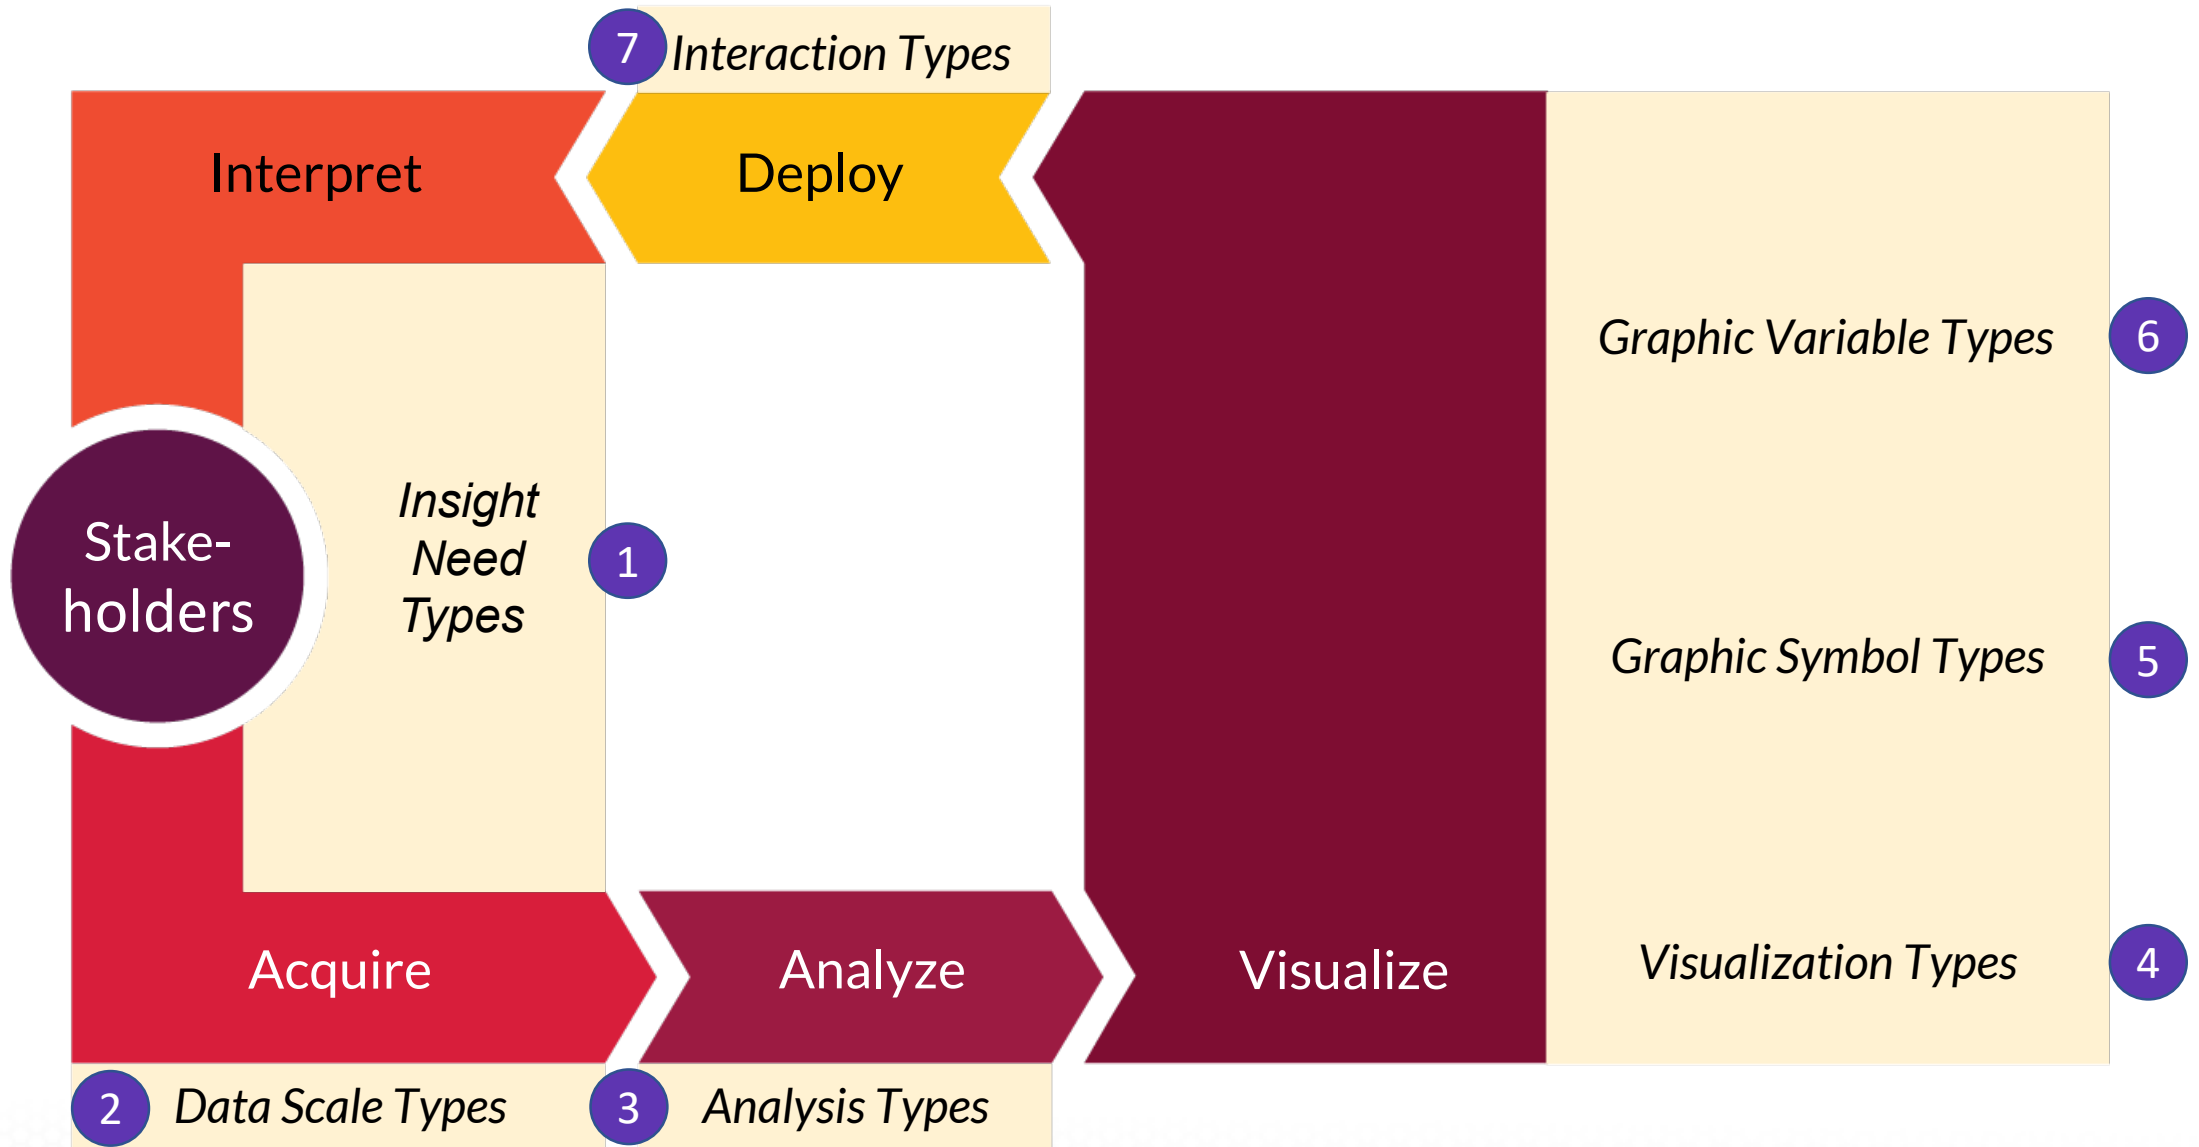 7 Interaction Types
Interpret
Deploy
Graphic Variable Types 6
Insight
Need
Types
1
Stake-
holders
Graphic Symbol Types 5
Acquire
Analyze
Visualize
Visualization Types 4
2 Data Scale Types
3 Analysis Types